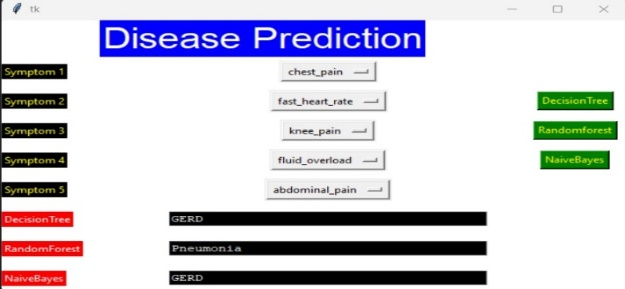 tk
Disease Prediction
Symptom 1 chest_pain
Symptom 2 fast_heart_rate DecisionTree
Symptom 3 knee_pain Randomforest
Symptom 4 fluid_overload NaiveBayes
Symptom 5 abdominal_pain
DecisionTree GERD
RandomForest Pneumonia
NaiveBayes GERD